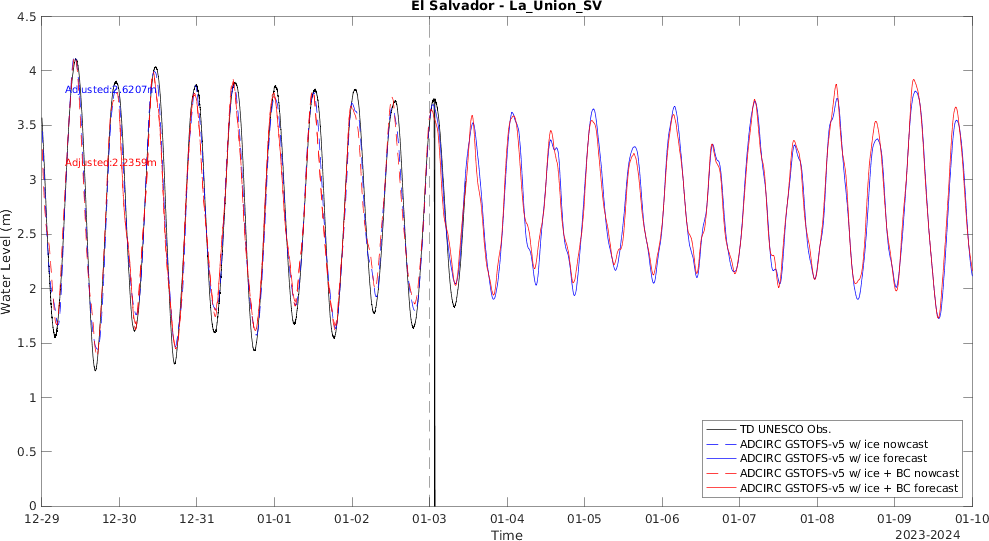 El Salvador - La_Union_SV
4.5
4
3.5
3
2.5
2
1.5
1
0.5
0
Water Level (m)
Adjusted:2.6207m
Adjusted:2.2359m
TD UNESCO Obs.
ADCIRC GSTOFS-v5 w/ ice nowcast
ADCIRC GSTOFS-v5 w/ ice forecast
ADCIRC GSTOFS-v5 w/ ice + BC nowcast
ADCIRC GSTOFS-v5 w/ ice + BC forecast
12-29 12-30 12-31 01-01 01-02 01-03 01-04 01-05 01-06 01-07 01-08 01-09 01-10
Time
2023-2024